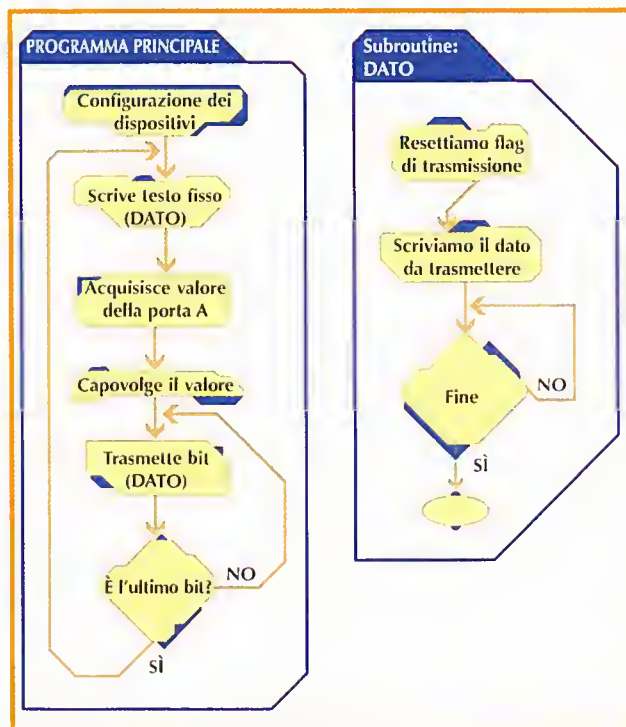 PROGRAMMA PRINCIPALE
Configurazione dei
dispositivi
Scrive testo fisso
(DATO)
Acquisisce valore
della porta A
Capovolge il valore
Trasmette bit
(DATO)
È l'ultimo bit?
NO
SÌ
Subroutine:
DATO
Resettiamo flag
di trasmissione
Scriviamo il dato
da trasmettere
Fine
NO
SÌ